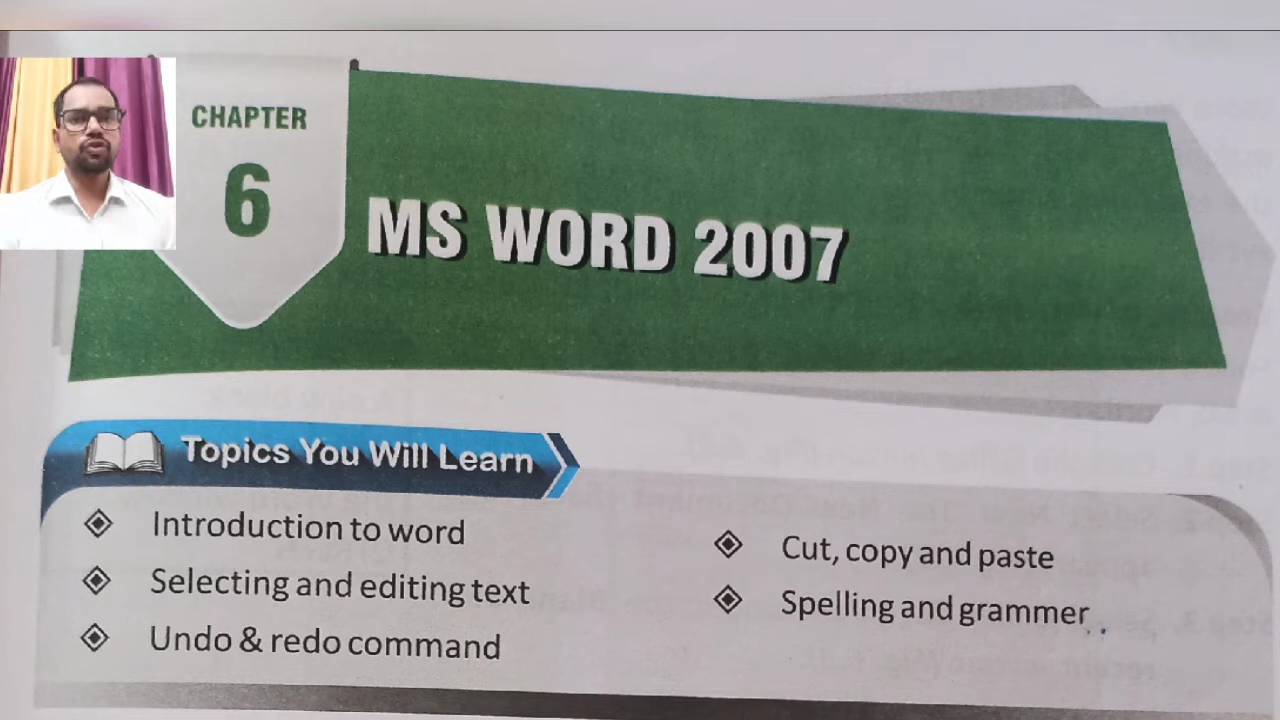 CHAPTER
6
MS WORD 2007
Topics You Will Learn
Introduction to word
Selecting and editing text
Undo & redo command
Cut, copy and paste
Spelling and grammer